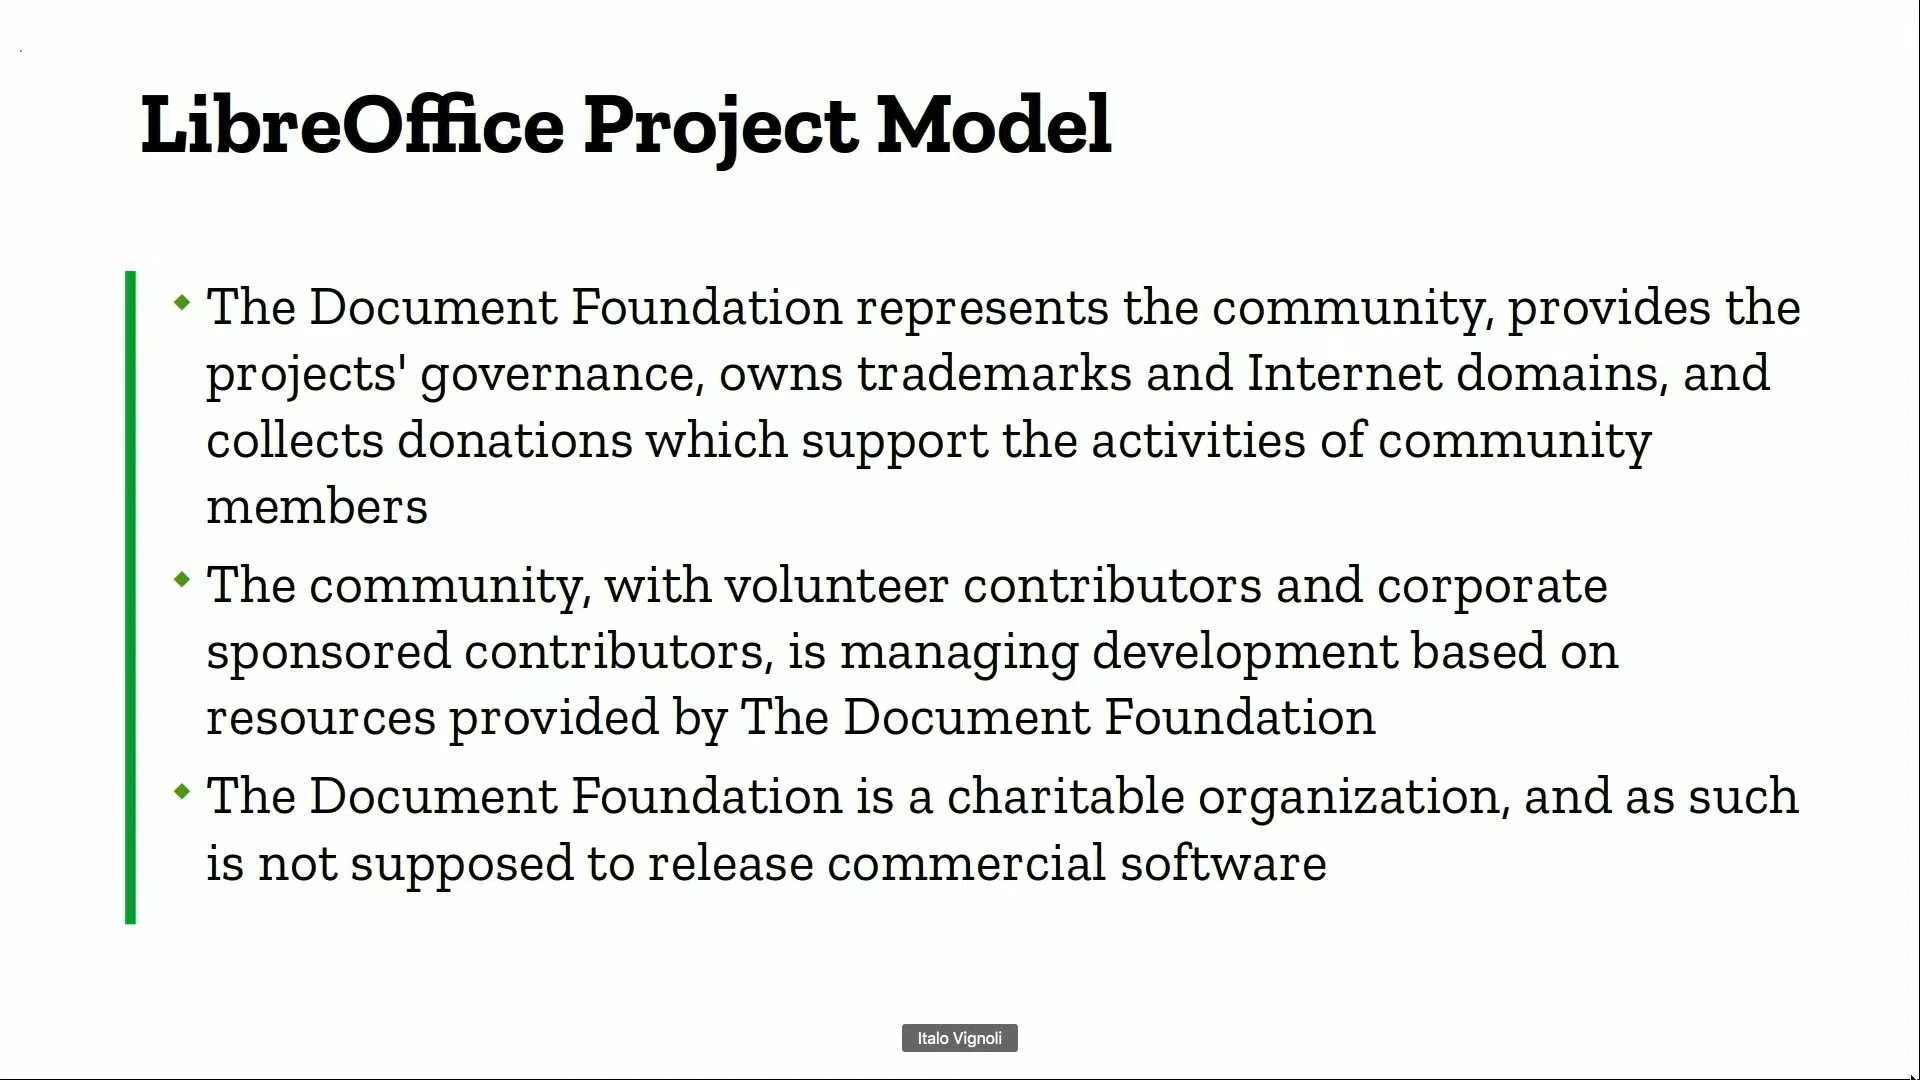 LibreOffice Project Model
The Document Foundation represents the community, provides the
projects' governance, owns trademarks and Internet domains, and
collects donations which support the activities of community
members
The community, with volunteer contributors and corporate
sponsored contributors, is managing development based on
resources provided by The Document Foundation
The Document Foundation is a charitable organization, and as such
is not supposed to release commercial software
Italo Vignoli